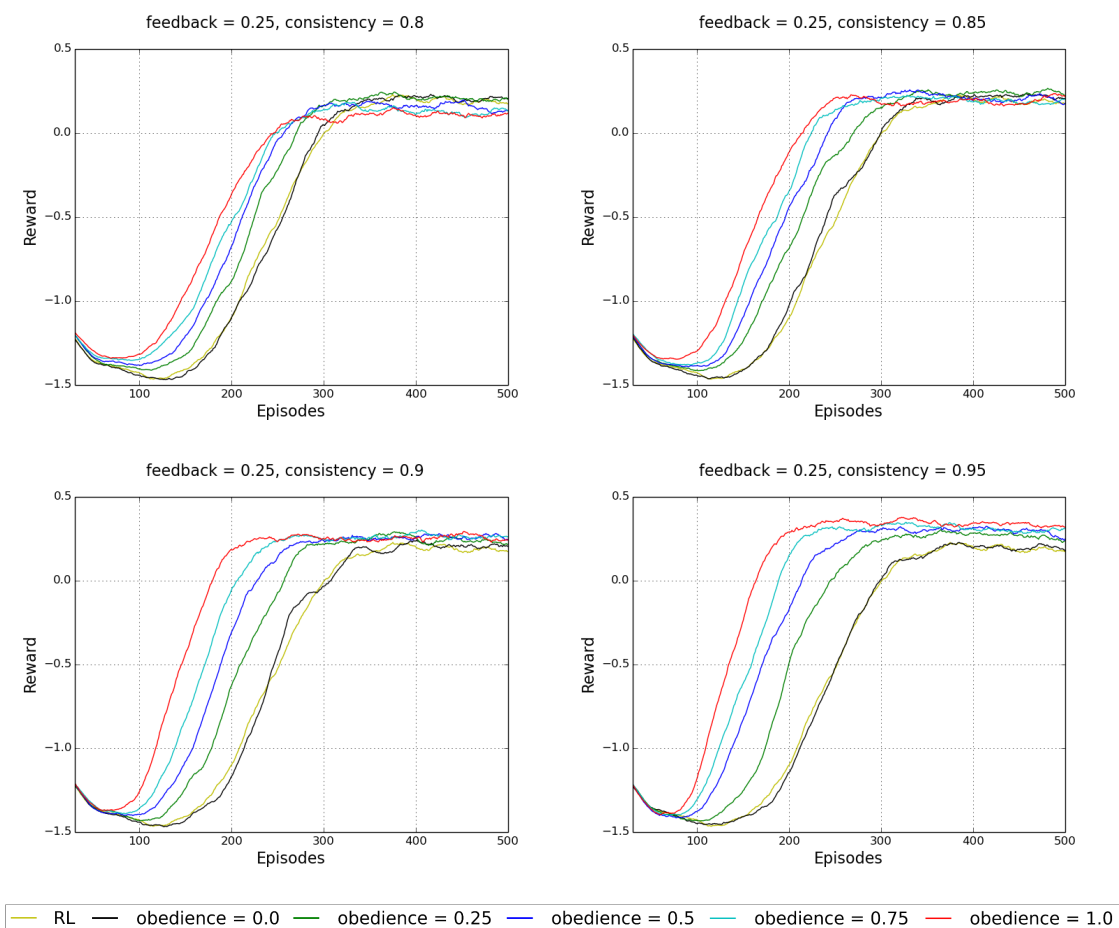 feedback = 0.25, consistency = 0.8
0.5
0.0
−0.5
−1.0
−1.5
Reward
100 200 300 400 500
Episodes
feedback = 0.25, consistency = 0.85
0.5
0.0
−0.5
−1.0
−1.5
Reward
100 200 300 400 500
Episodes
feedback = 0.25, consistency = 0.9
0.5
0.0
−0.5
−1.0
−1.5
Reward
100 200 300 400 500
Episodes
feedback = 0.25, consistency = 0.95
0.5
0.0
−0.5
−1.0
−1.5
Reward
100 200 300 400 500
Episodes
RL obedience = 0.0 obedience = 0.25 obedience = 0.5 obedience = 0.75 obedience = 1.0